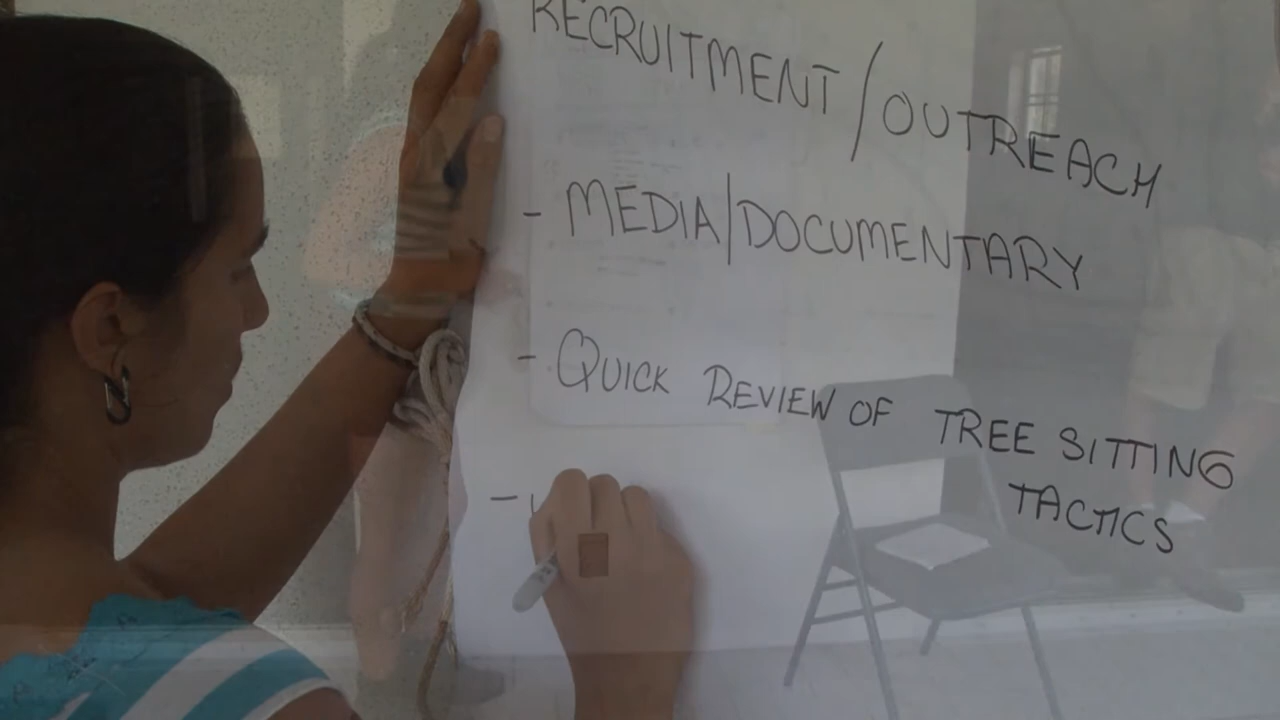 RECRUITMENT/OUTREACH
- MEDIA/DOCUMENTARY
- QUICK REVIEW OF TREE SITTING
TACTICS
-